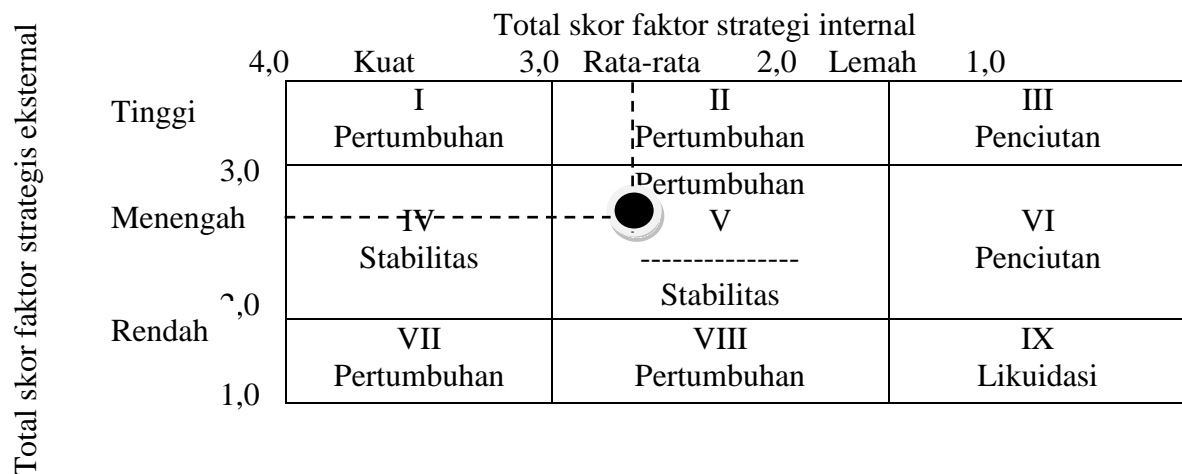 Total skor faktor strategi internal
4,0 Kuat 3,0 Rata-rata 2,0 Lemah 1,0
Total skor faktor strategis eksternal
Tinggi
I II III
Pertumbuhan Pertumbuhan Penciutan
3,0
Pertumbuhan
Menengah IV V VI
Stabilitas --------------- Penciutan
Stabilitas
,0
Rendah
VII VIII IX
Pertumbuhan Pertumbuhan Likuidasi
1,0